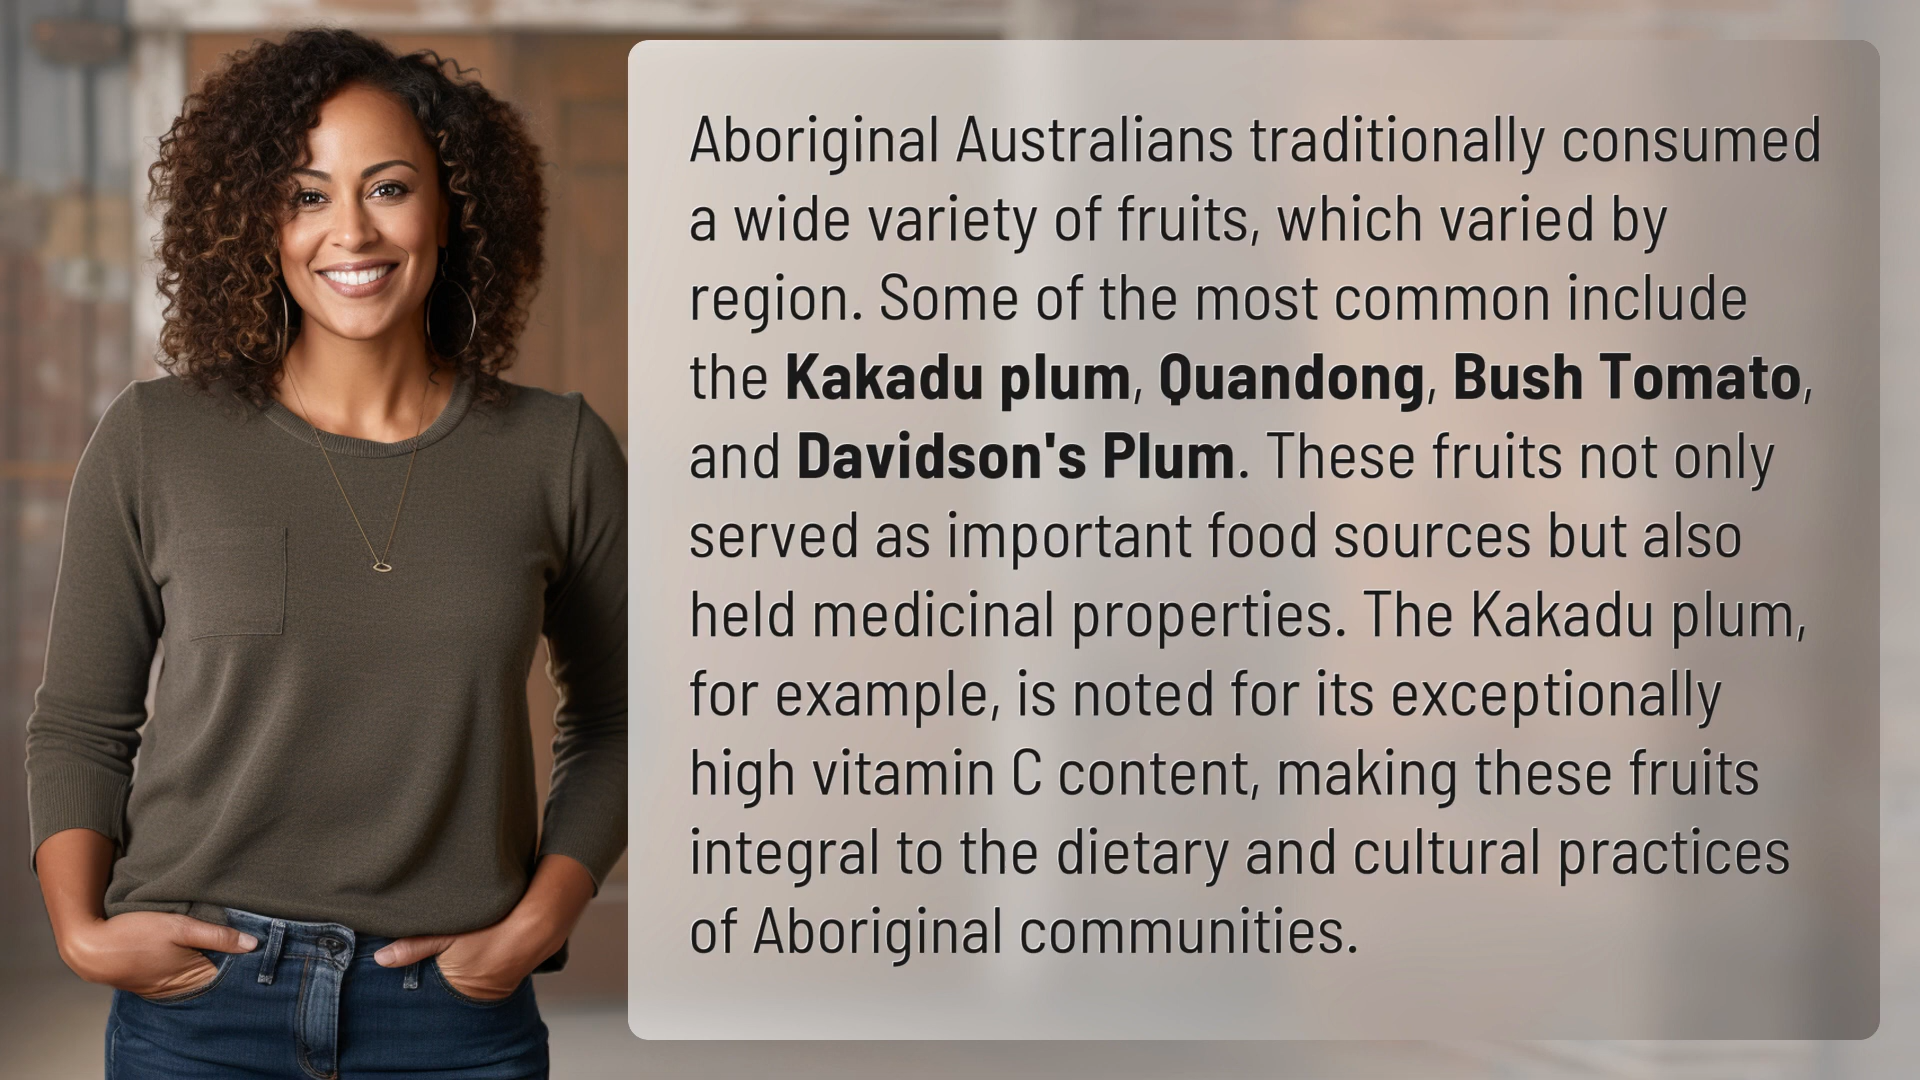 Aboriginal Australians traditionally consumed
a wide variety of fruits, which varied by
region. Some of the most common include
the Kakadu plum, Quandong, Bush Tomato,
and Davidson's Plum. These fruits not only
served as important food sources but also
held medicinal properties. The Kakadu plum,
for example, is noted for its exceptionally
high vitamin C content, making these fruits
integral to the dietary and cultural practices
of Aboriginal communities.